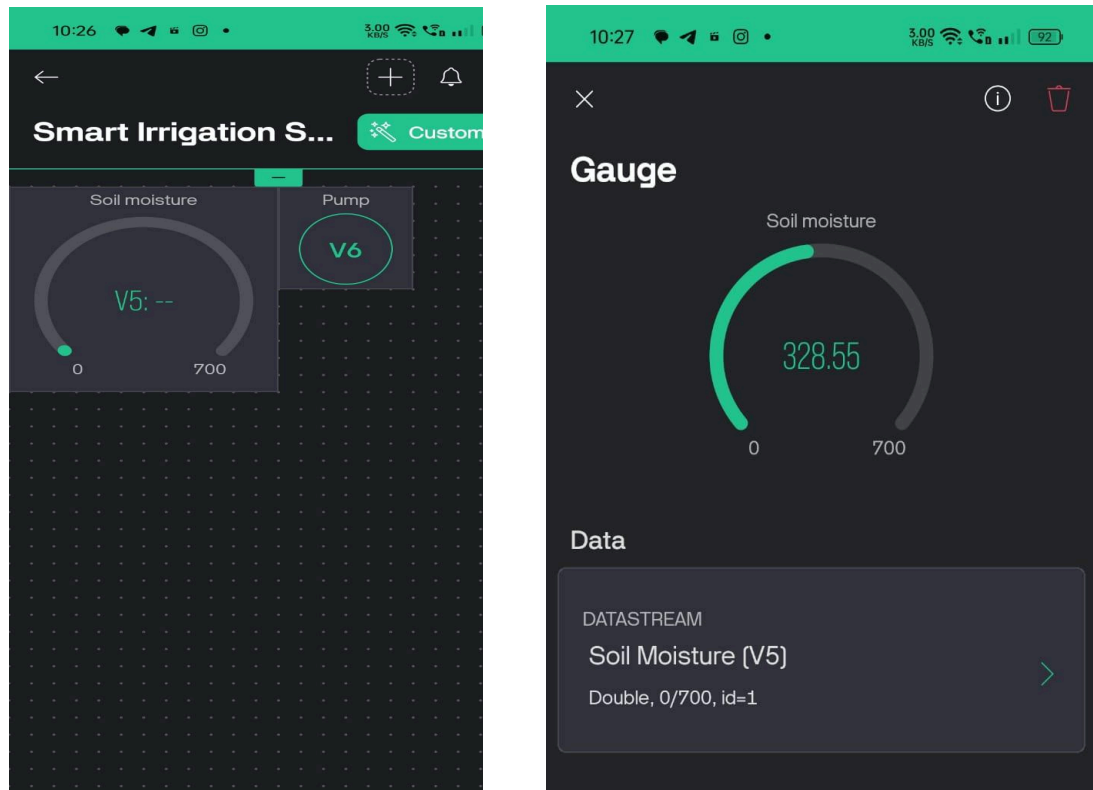 10:26
3.00
KB/S
Smart Irrigation S...
Custom
Soil moisture
Pump
V6
V5: --
0
700
10:27
3.00
KB/S
92
Gauge
Soil moisture
328.55
0
700
Data
DATASTREAM
Soil Moisture (V5)
Double, 0/700, id=1